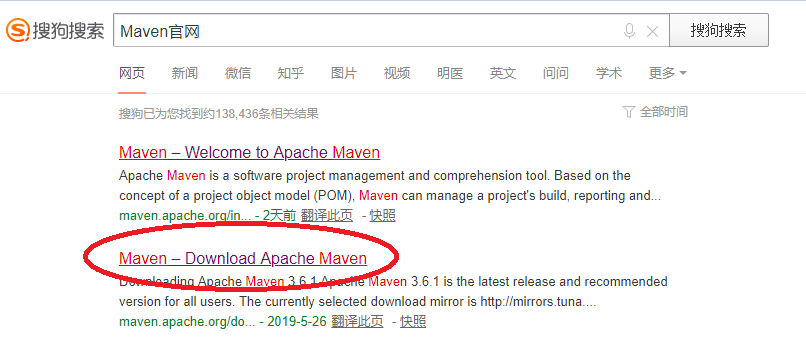 搜狗搜索 Maven官网 搜狗搜索
网页 新闻 微信 知乎 图片 视频 明医 英文 问问 学术 更多
搜狗已为您找到约138,436条相关结果 全部时间
Maven – Welcome to Apache Maven
Apache Maven is a software project management and comprehension tool. Based on the
concept of a project object model (POM), Maven can manage a project's build, reporting and...
maven.apache.org/in... - 2天前 翻译此页 - 快照
Maven – Download Apache Maven
Downloading Apache Maven 3.6.1 Apache Maven 3.6.1 is the latest release and recommended
version for all users. The currently selected download mirror is http://mirrors.tuna....
maven.apache.org/do... - 2019-5-26 翻译此页 - 快照